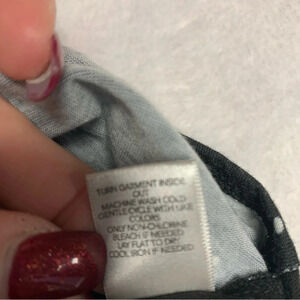 TURN GARMENT INSIDE
OUT
MACHINE WASH COLD
GENTLE CYCLE WITH LIKE
COLORS
ONLY NON-CHLORINE
BLEACH IF NEEDED
LAY FLAT TO DRY
COOL IRON IF NEEDED